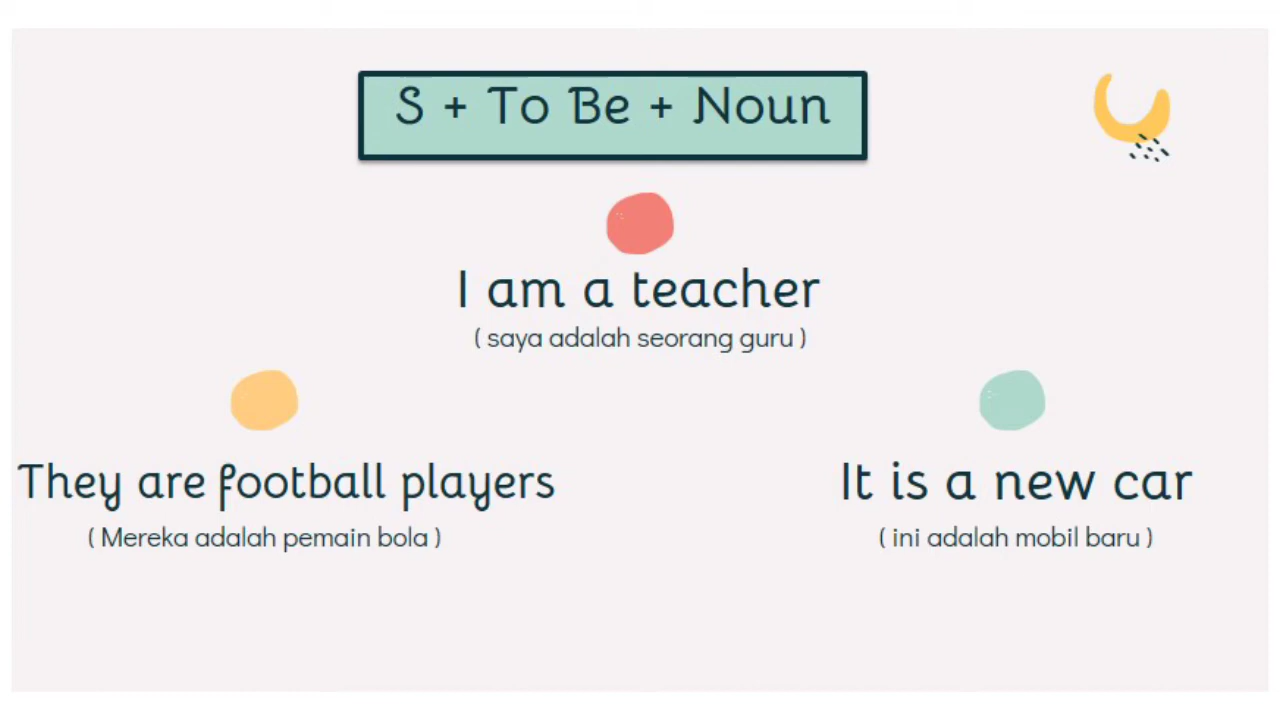 S + To Be + Noun
I am a teacher
( saya adalah seorang guru )
They are football players
( Mereka adalah pemain bola )
It is a new car
( ini adalah mobil baru )